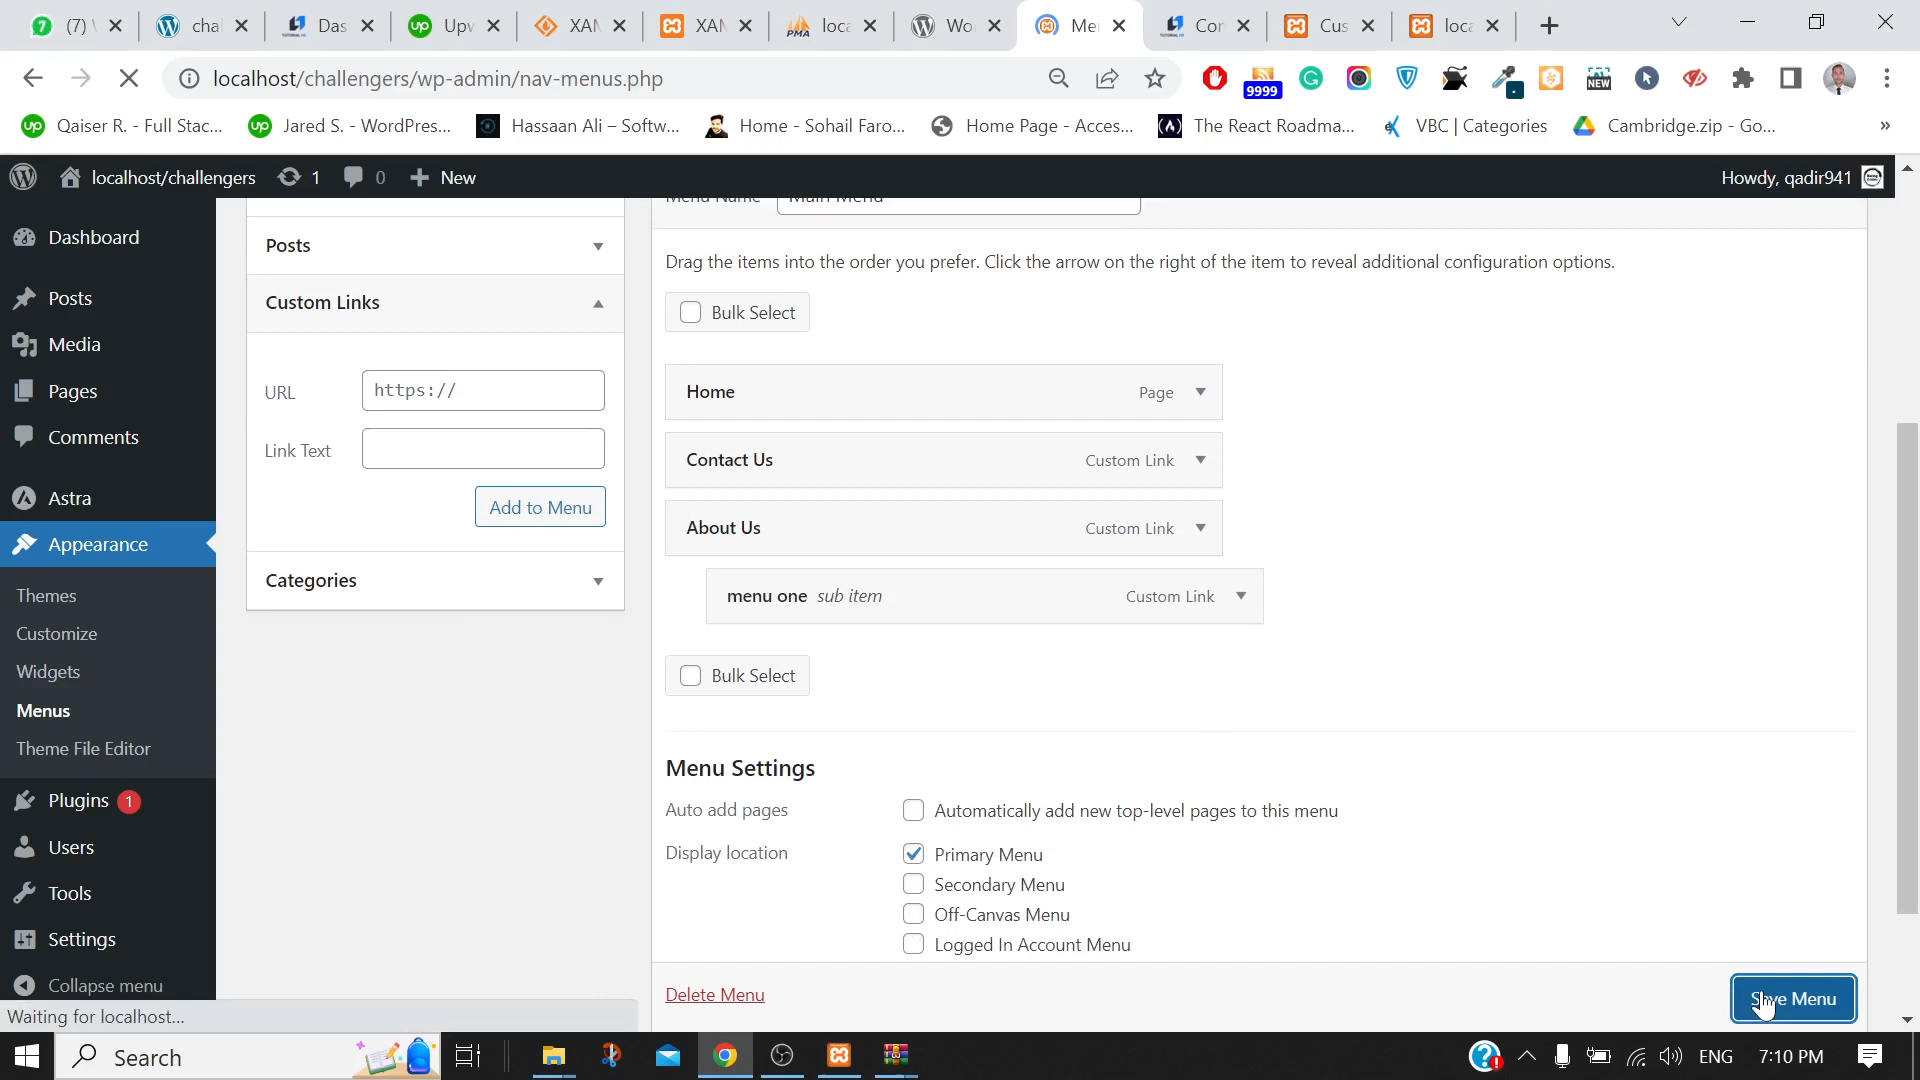 (7)
chal
Das
Upw
XAM
XAM
loca
Wo
Me
Cor
Cus
loca
localhost/challengers/wp-admin/nav-menus.php
9999
NEW
Qaiser R. - Full Stac...
Jared S. - WordPres...
Hassaan Ali – Softw...
Home - Sohail Faro...
Home Page - Acces...
The React Roadma...
VBC | Categories
Cambridge.zip - Go...
»
localhost/challengers
1
0
New
Howdy, qadir941
Dashboard
Posts
Media
Pages
Comments
Astra
Appearance
Themes
Customize
Widgets
Menus
Theme File Editor
Plugins 1
Users
Tools
Settings
Collapse menu
Waiting for localhost...
Posts
Custom Links
URL
https://
Link Text
Add to Menu
Categories
Menu Name
Main Menu
Drag the items into the order you prefer. Click the arrow on the right of the item to reveal additional configuration options.
Bulk Select
Home
Page
Contact Us
Custom Link
About Us
Custom Link
menu one sub item
Custom Link
Bulk Select
Menu Settings
Auto add pages
Automatically add new top-level pages to this menu
Display location
Primary Menu
Secondary Menu
Off-Canvas Menu
Logged In Account Menu
Delete Menu
Save Menu
Search
ENG
7:10 PM